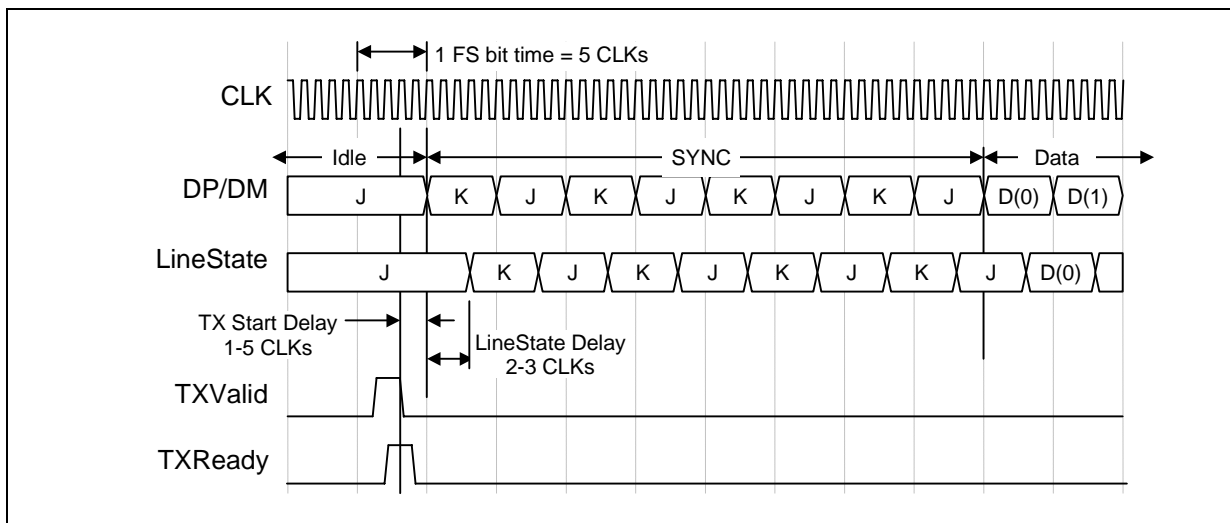 1 FS bit time = 5 CLKs
CLK
Idle SYNC Data
DP/DM J K J K J K J K J D(0) D(1)
LineState J K J K J K J K J D(0)
TX Start Delay
1-5 CLKs
LineState Delay
2-3 CLKs
TXValid
TXReady